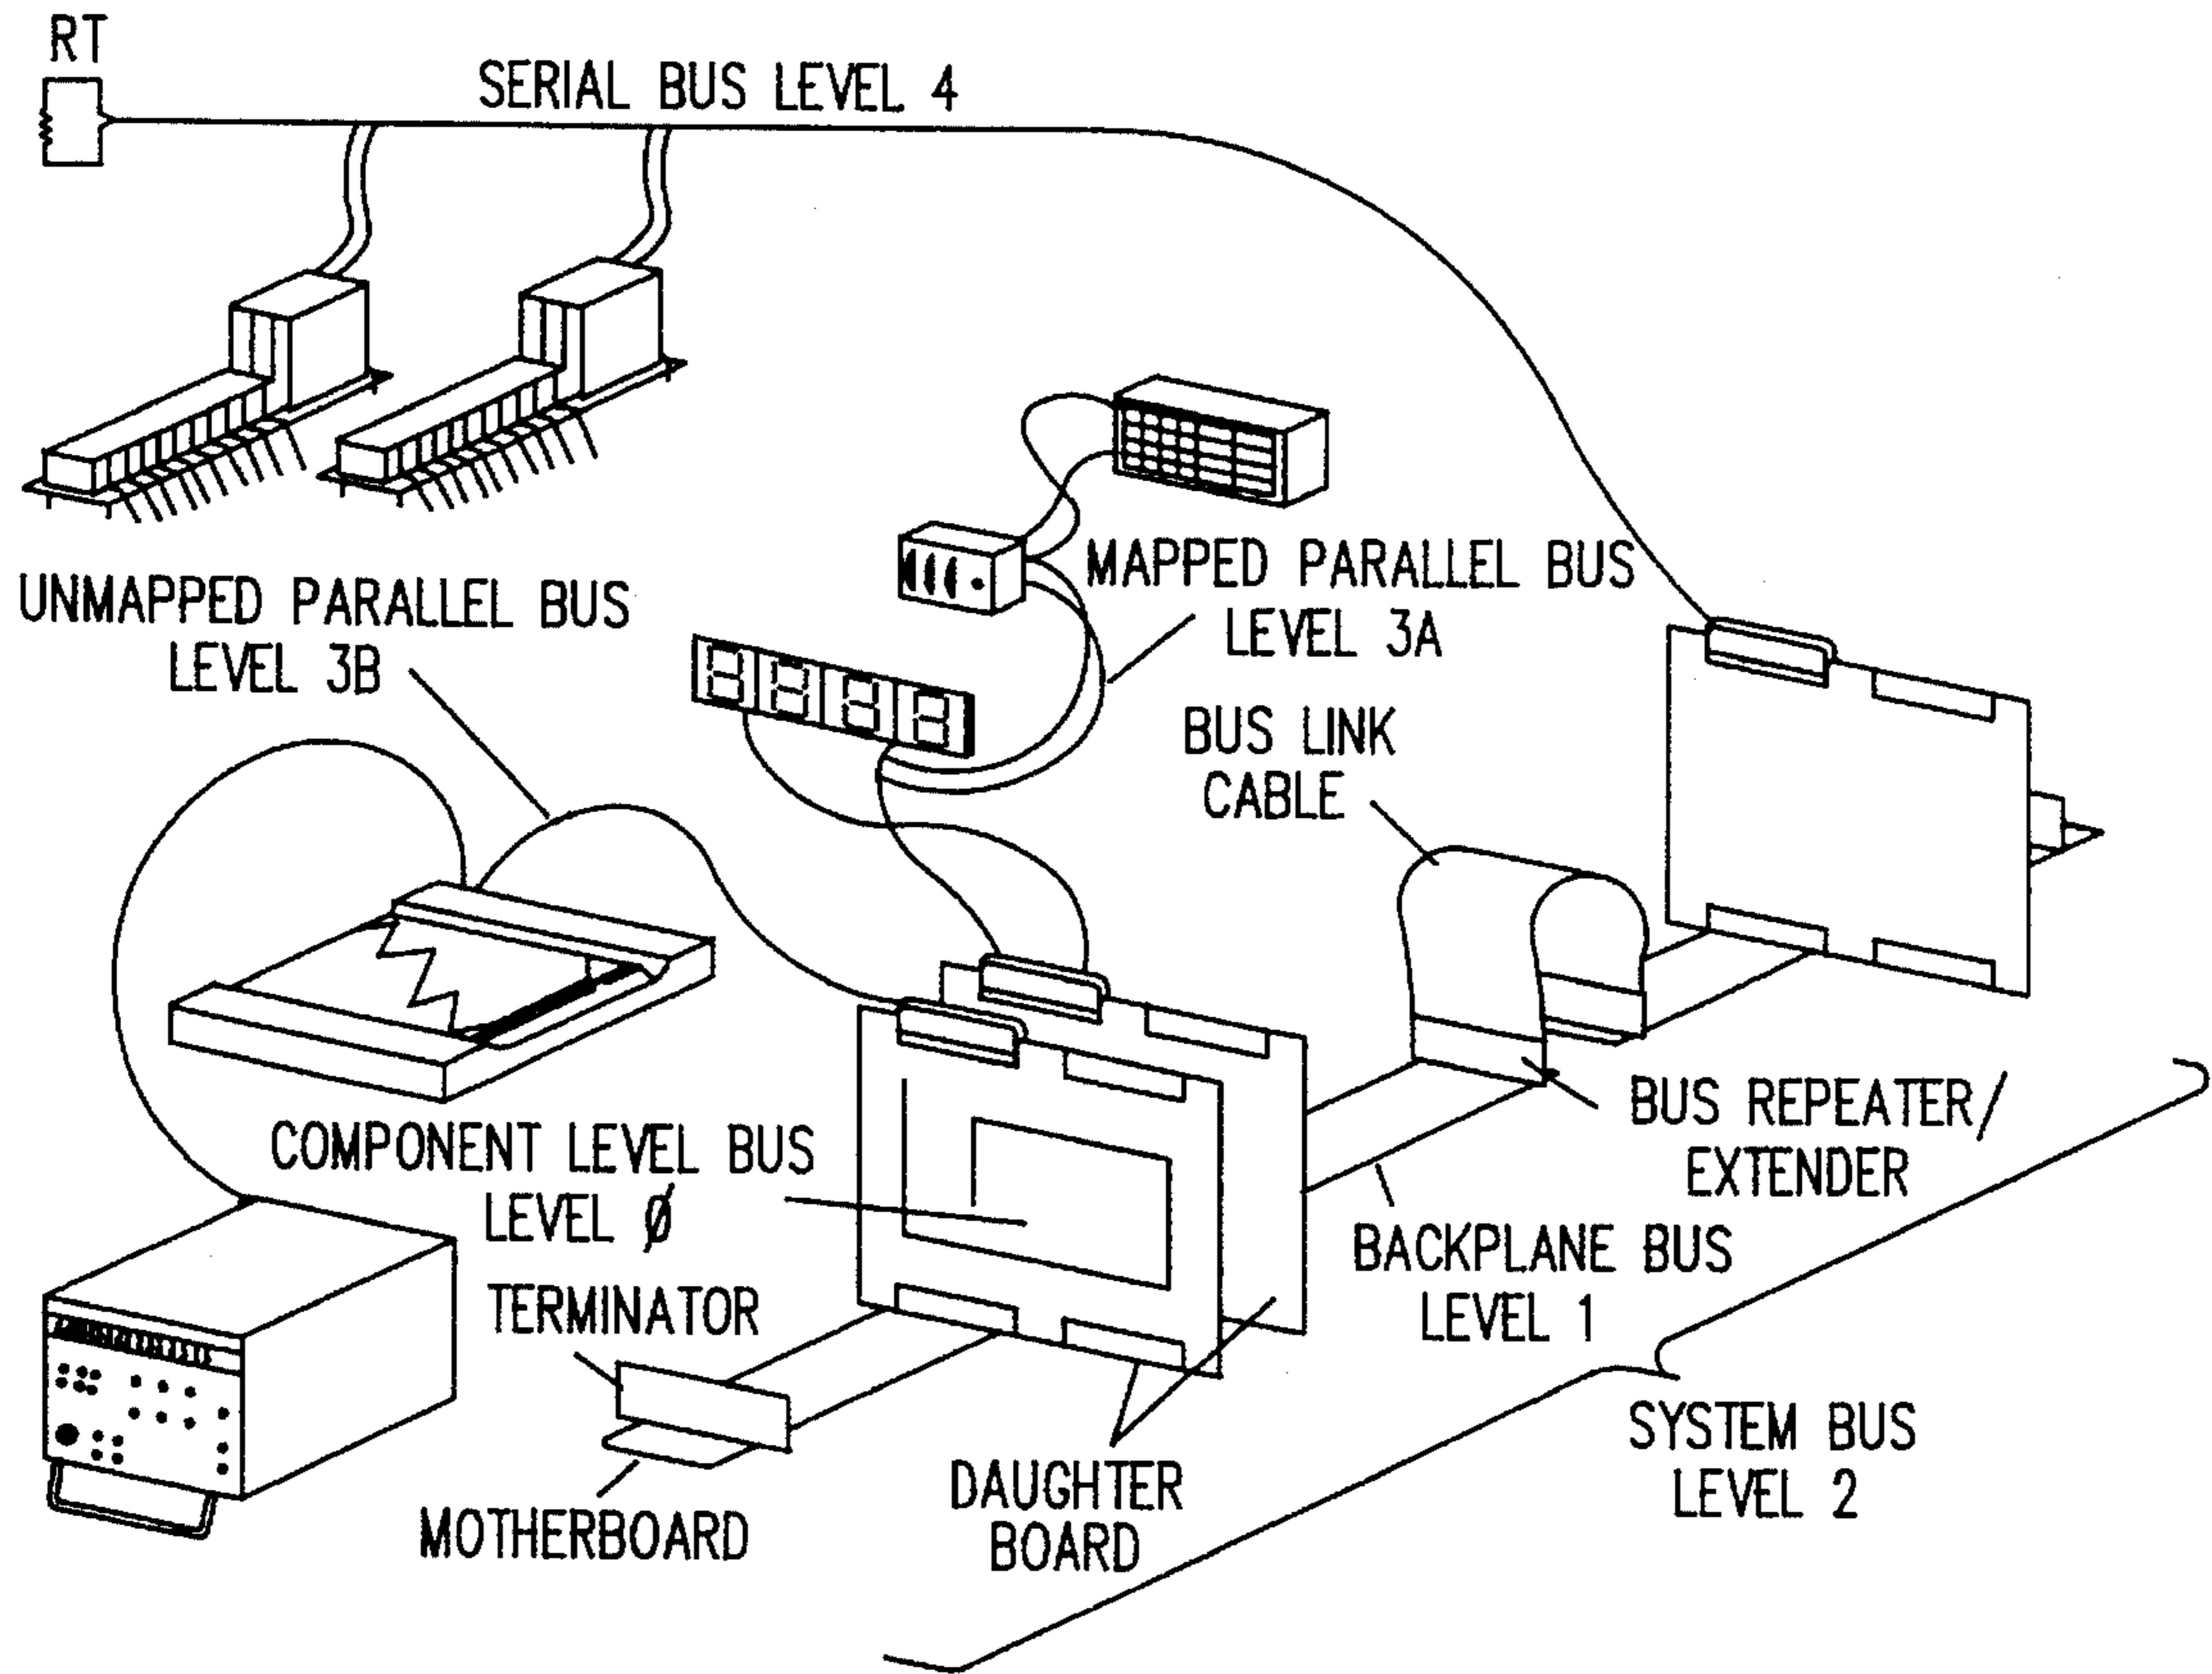 RT
SERIAL BUS LEVEL 4
UNMAPPED PARALLEL BUS
LEVEL 3B
MAPPED PARALLEL BUS
LEVEL 3A
BUS LINK
CABLE
COMPONENT LEVEL BUS
LEVEL Ø
TERMINATOR
MOTHERBOARD
DAUGHTER
BOARD
BUS REPEATER/
EXTENDER
BACKPLANE BUS
LEVEL 1
SYSTEM BUS
LEVEL 2